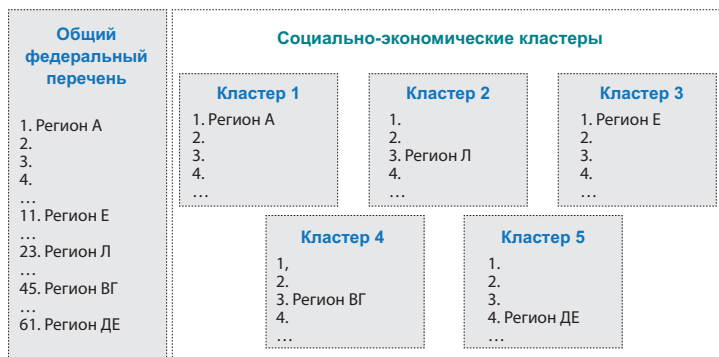 Общий
федеральный
перечень
1. Регион А
2.
3.
4.
…
11. Регион Е
…
23. Регион Л
…
45. Регион ВГ
…
61. Регион ДЕ
Социально-экономические кластеры
Кластер 1
1. Регион А
2.
3.
4.
…
Кластер 2
1.
2.
3. Регион Л
4.
…
Кластер 3
1. Регион Е
2.
3.
4.
…
Кластер 4
1,
2.
3. Регион ВГ
4.
…
Кластер 5
1.
2.
3.
4. Регион ДЕ
…